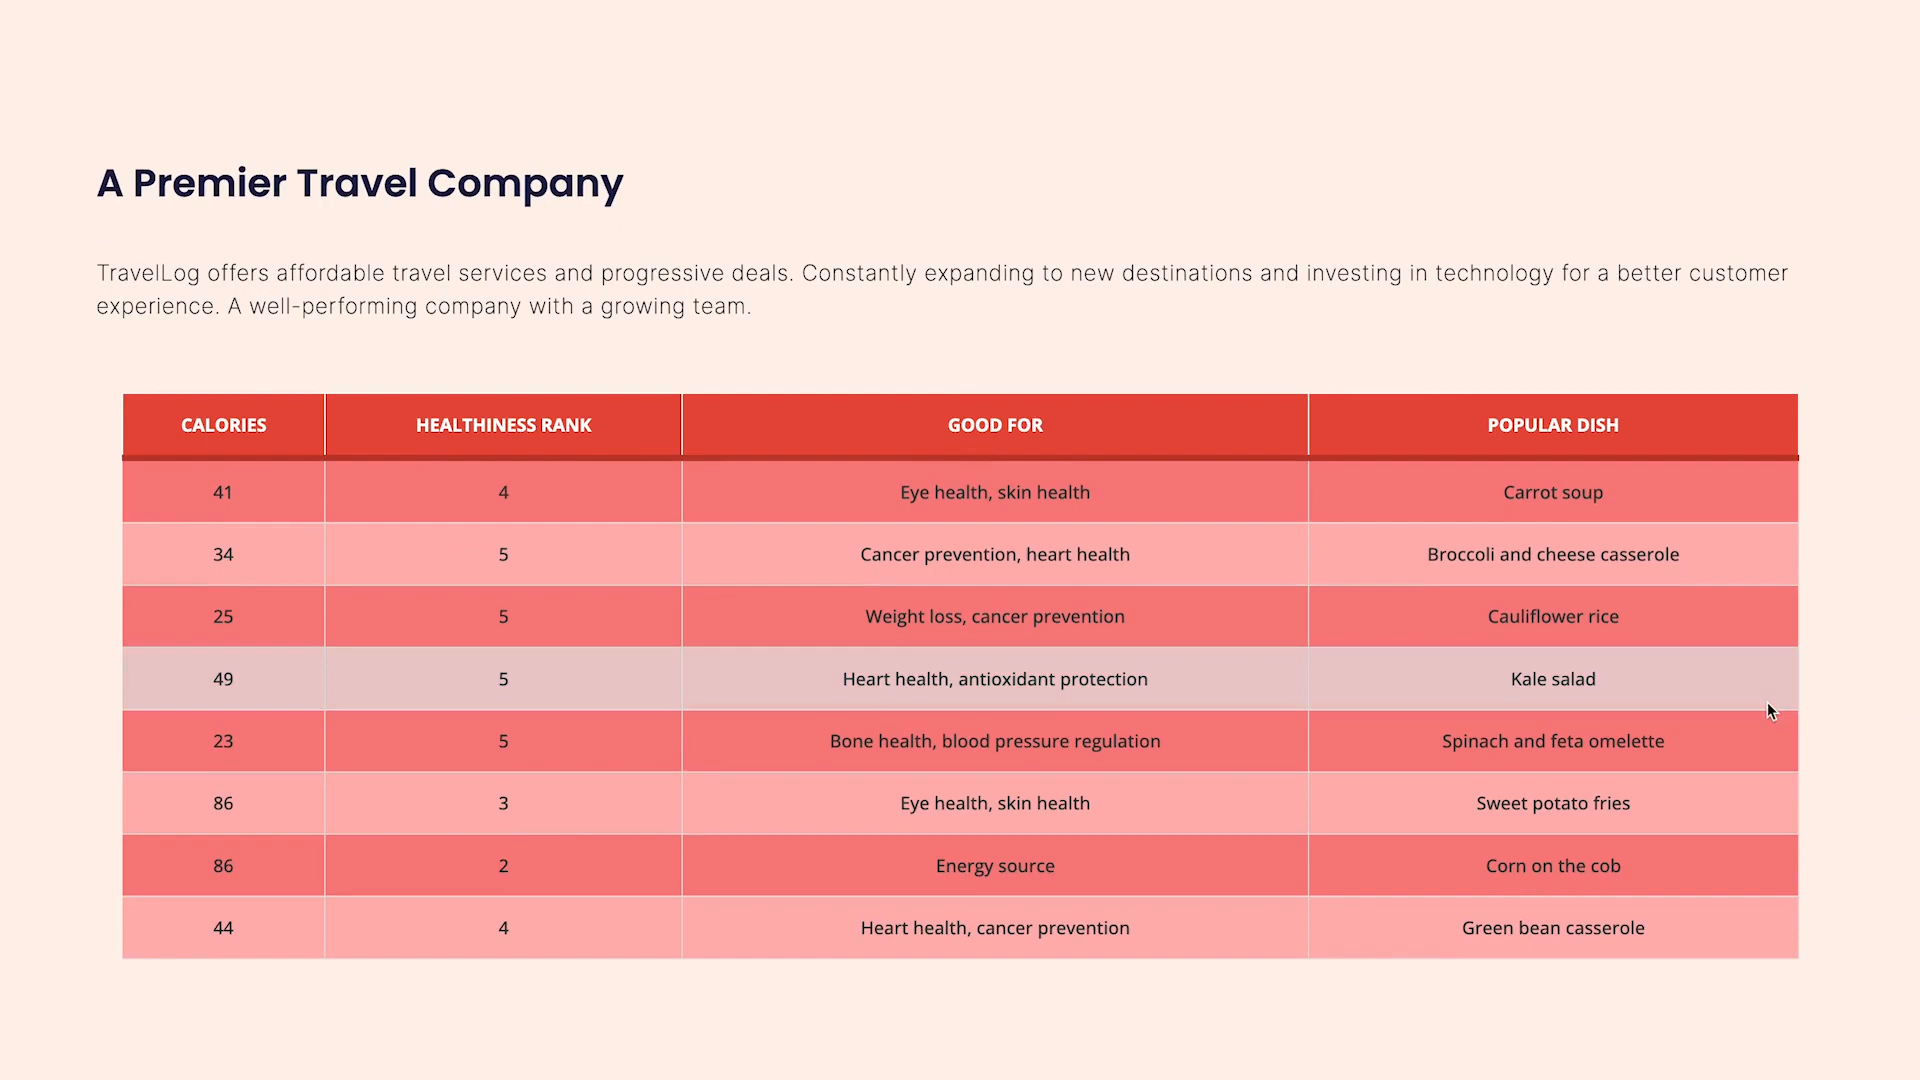 A Premier Travel Company
TravelLog offers affordable travel services and progressive deals. Constantly expanding to new destinations and investing in technology for a better customer
experience. A well-performing company with a growing team.
CALORIES HEALTHINESS RANK GOOD FOR POPULAR DISH
41 4 Eye health, skin health Carrot soup
34 5 Cancer prevention, heart health Broccoli and cheese casserole
25 5 Weight loss, cancer prevention Cauliflower rice
49 5 Heart health, antioxidant protection Kale salad
23 5 Bone health, blood pressure regulation Spinach and feta omelette
86 3 Eye health, skin health Sweet potato fries
86 2 Energy source Corn on the cob
44 4 Heart health, cancer prevention Green bean casserole